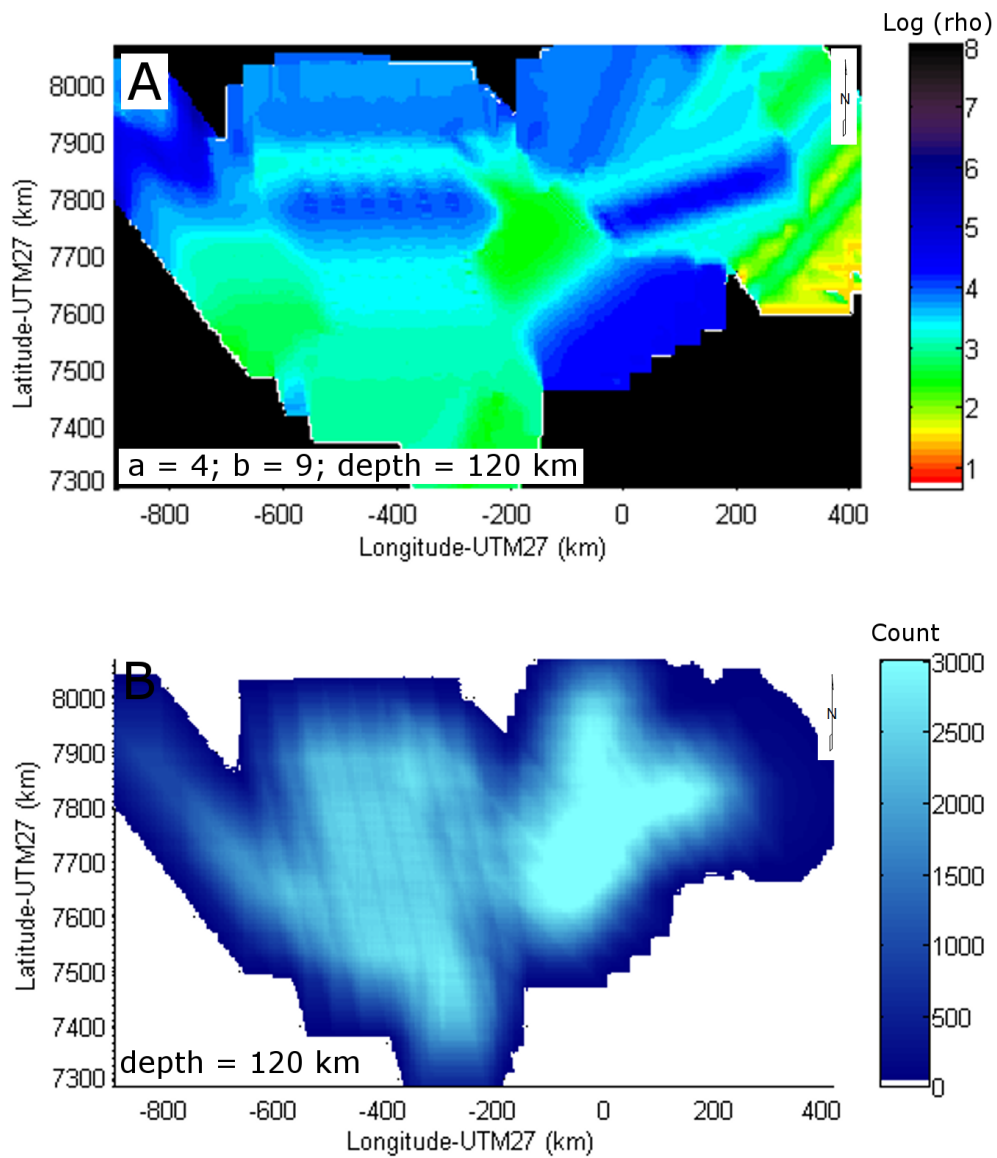 Log (rho)
A
N
8000
7900
7800
7700
7600
7500
7400
7300
Latitude-UTM27 (km)
a = 4; b = 9; depth = 120 km
-800 -600 -400 -200 0 200 400
Longitude-UTM27 (km)
8
7
6
5
4
3
2
1
Count
B
N
8000
7900
7800
7700
7600
7500
7400
7300
Latitude-UTM27 (km)
depth = 120 km
-800 -600 -400 -200 0 200 400
Longitude-UTM27 (km)
3000
2500
2000
1500
1000
500
0